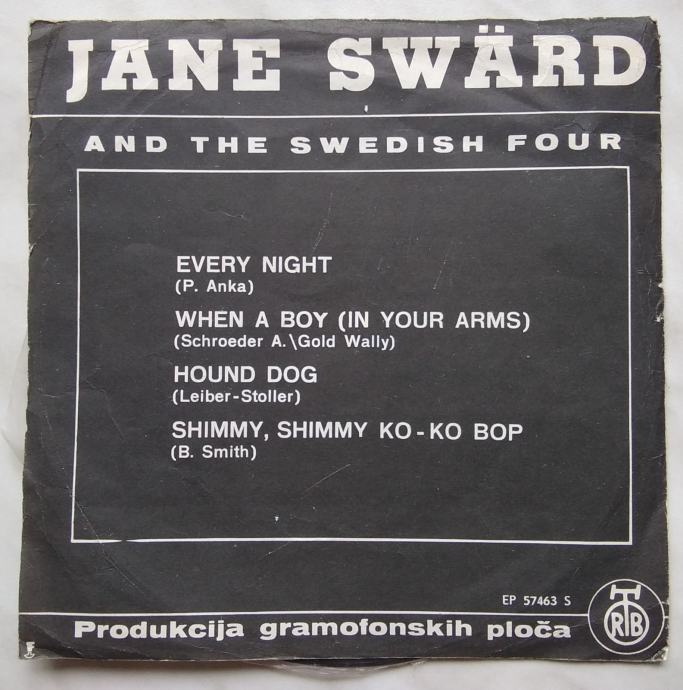 JANE SWÄRD
AND THE SWEDISH FOUR
EVERY NIGHT
(P. Anka)
WHEN A BOY (IN YOUR ARMS)
(Schroeder A.\Gold Wally)
HOUND DOG
(Leiber-Stoller)
SHIMMY, SHIMMY KO-KO BOP
(B. Smith)
EP 57463 S
Produkcija gramofonskih ploča
RTB